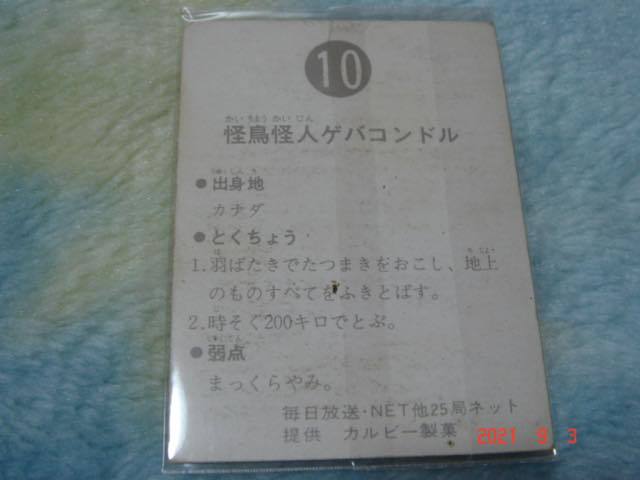 10
かいちょうかいじん
怪鳥怪人ゲバコンドル
しゅっしんち
●出身地
カナダ
●とくちょう
は ちじょう
1.羽ばたきでたつまきをおこし、地上
のものすべてをふきとばす。
じ
2.時そく200キロでとぶ。
じゃくてん
●弱点
まっくらやみ。
毎日放送・NET他25局ネット
提供 カルビー製菓
2021 9 3